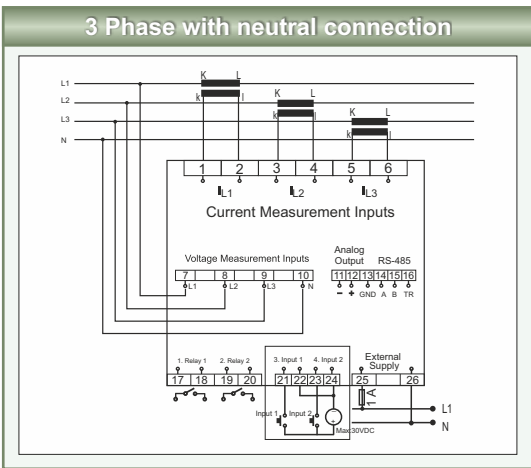 3 Phase with neutral connection
K L
L1
K L
L2 k l
K L
L3 k l
k l
N
1 2 3 4 5 6
IL1 IL2 IL3
Current Measurement Inputs
Analog
Output RS-485
Voltage Measurement Inputs
7 8 9 10 11 12 13 14 15 16
L1 L2 L3 N - + GND A B TR
External
Supply
1. Relay 1 2. Relay 2 3. Input 1 4. Input 2
17 18 19 20 21 22 23 24 25 26
1 A
Input 1 Input 2 - + L1
Max:30VDC N